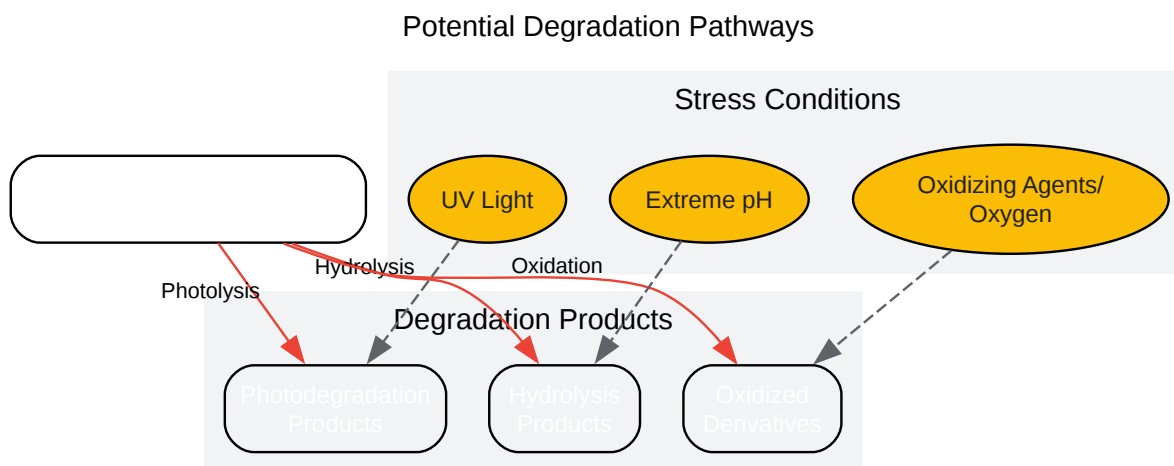 Potential Degradation Pathways
Stress Conditions
UV Light
Extreme pH
Oxidizing Agents/
Oxygen
Hydrolysis
Oxidation
Photolysis
Degradation Products
Photodegradation
Products
Hydrolysis
Products
Oxidized
Derivatives